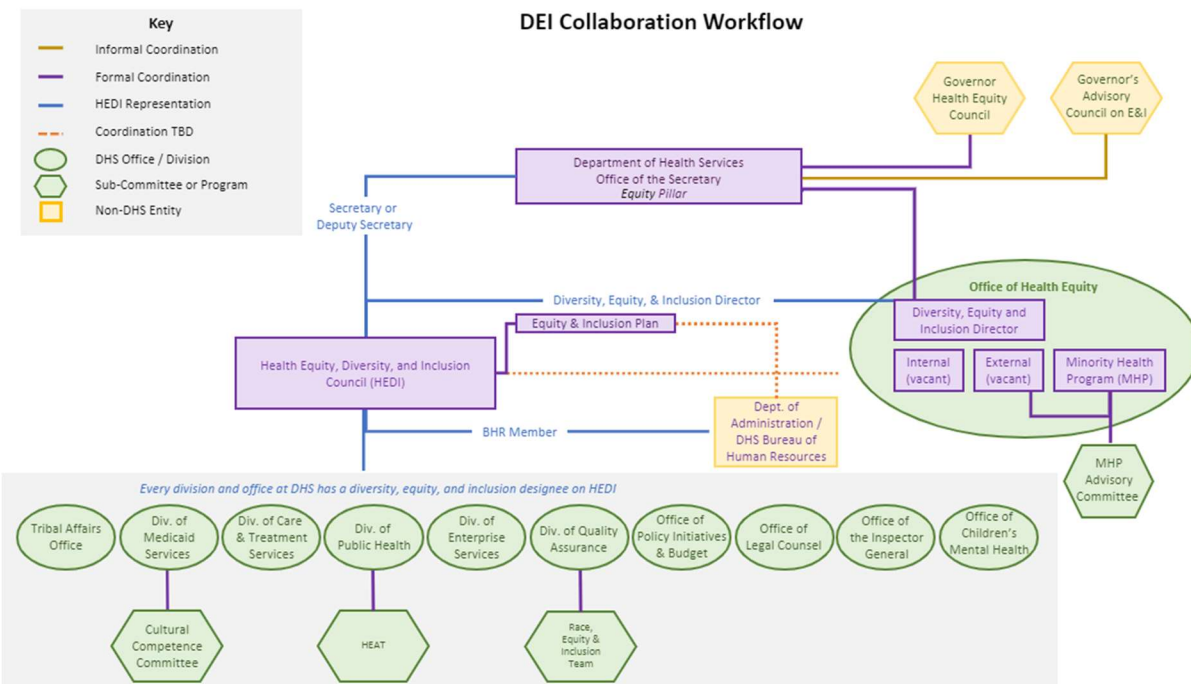 DEI Collaboration Workflow
Key
Informal Coordination
Formal Coordination
HEDI Representation
Coordination TBD
DHS Office / Division
Sub-Committee or Program
Non-DHS Entity
Governor
Health Equity
Council
Governor's
Advisory
Council on E&I
Department of Health Services
Office of the Secretary
Equity Pillar
Secretary or
Deputy Secretary
Office of Health Equity
Diversity, Equity, & Inclusion Director
Diversity, Equity and
Inclusion Director
Equity & Inclusion Plan
Health Equity, Diversity, and Inclusion
Council (HEDI)
Internal
(vacant)
External
(vacant)
Minority Health
Program (MHP)
Dept. of
Administration /
DHS Bureau of
Human Resources
BHR Member
MHP
Advisory
Committee
Every division and office at DHS has a diversity, equity, and inclusion designee on HEDI
Tribal Affairs
Office
Div. of
Medicaid
Services
Div. of Care
& Treatment
Services
Div. of
Public Health
Div. of
Enterprise
Services
Div. of Quality
Assurance
Office of
Policy Initiatives
& Budget
Office of
Legal Counsel
Office of
the Inspector
General
Office of
Children's
Mental Health
Cultural
Competence
Committee
HEAT
Race,
Equity &
Inclusion
Team